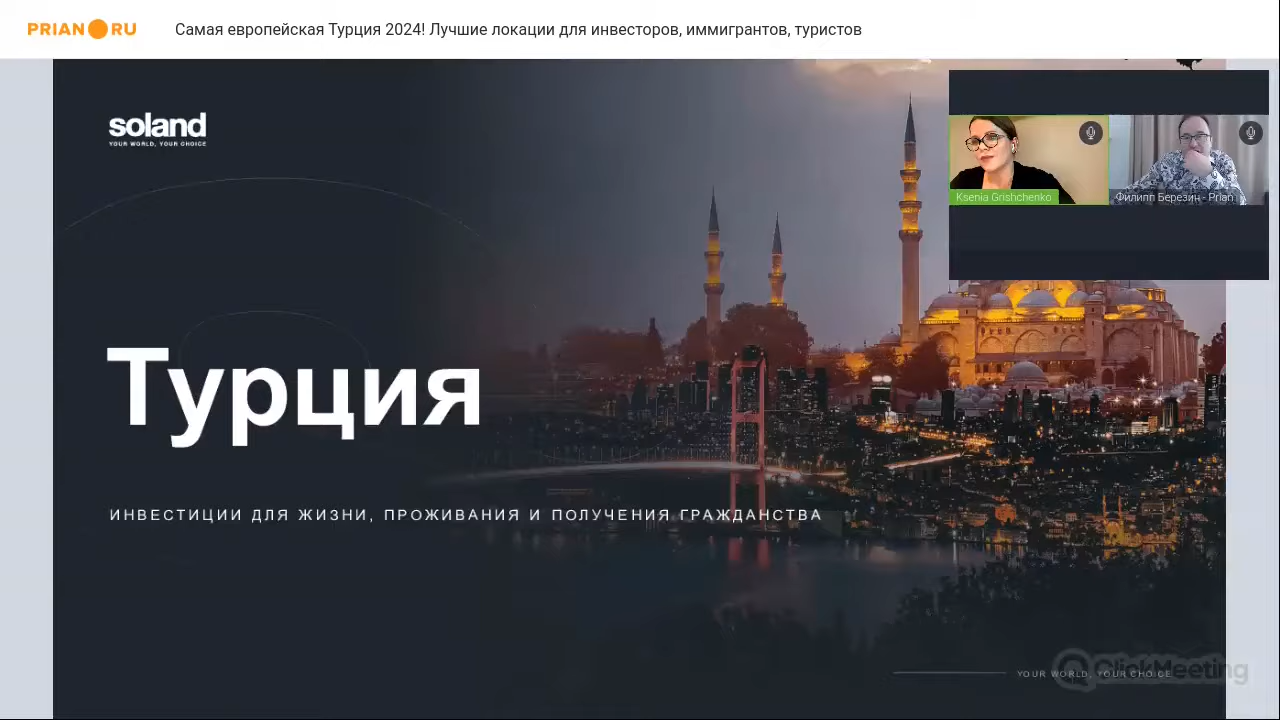 PRIAN RU
Самая европейская Турция 2024! Лучшие локации для инвесторов, иммигрантов, туристов
soland
YOUR WORLD, YOUR CHOICE
Ksenia Grishchenko
Филипп Березин - Prian
Турция
ИНВЕСТИЦИИ ДЛЯ ЖИЗНИ, ПРОЖИВАНИЯ И ПОЛУЧЕНИЯ ГРАЖДАНСТВА
YOUR WORLD, YOUR CHOICE
ClickMeeting